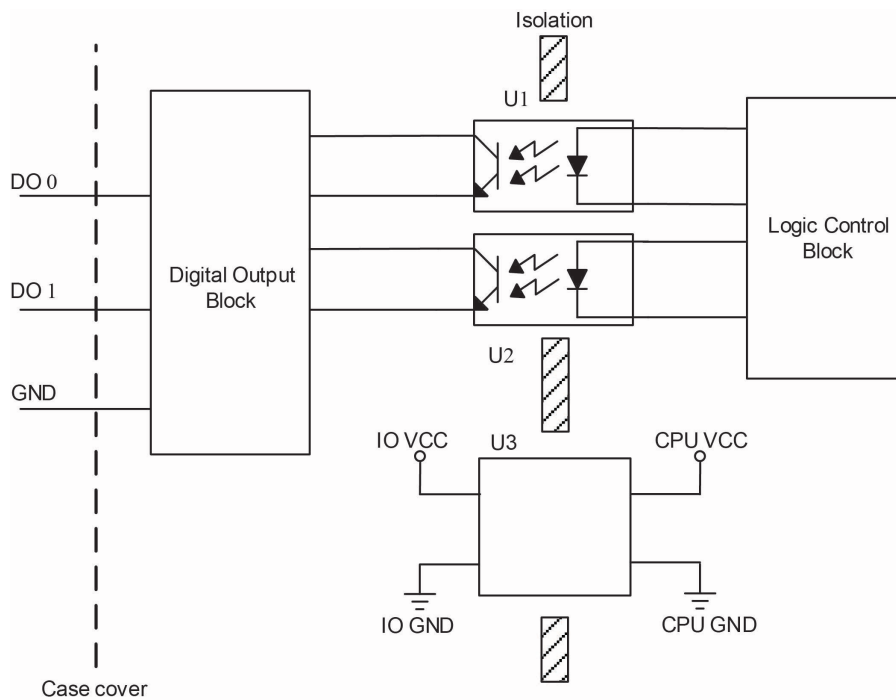 Isolation
U1
DO 0
Digital Output
Block
Logic Control
Block
DO 1
U2
GND
IO VCC
U3
CPU VCC
IO GND
CPU GND
Case cover